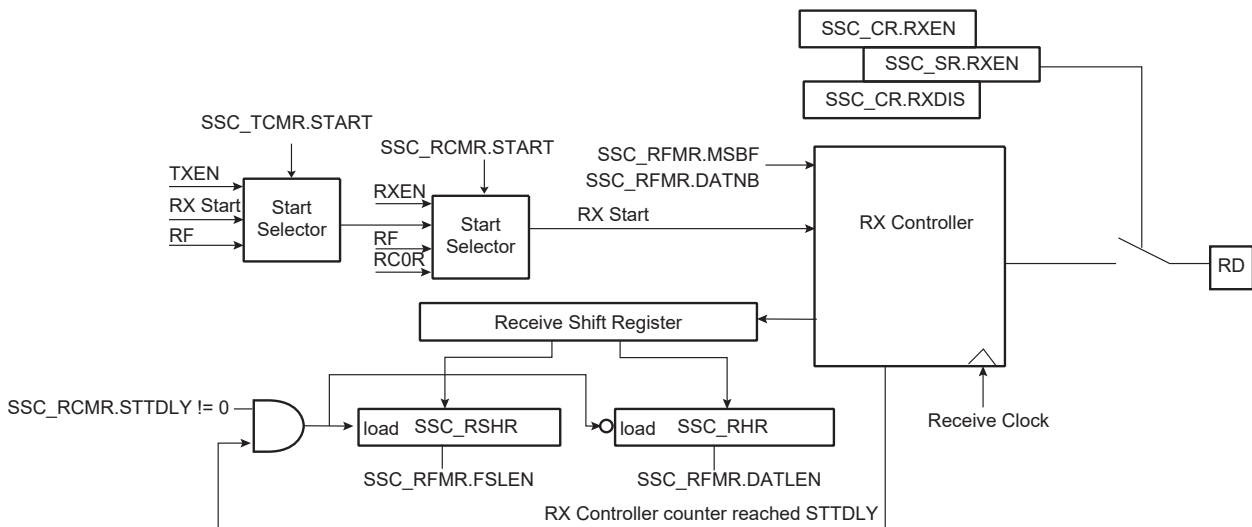 SSC_CR.RXEN
SSC_SR.RXEN
SSC_CR.RXDIS
SSC_TCMR.START
SSC_RCMR.START
SSC_RFMR.MSBF
SSC_RFMR.DATNB
TXEN
RX Start
RF
Start
Selector
RXEN
RF
RC0R
Start
Selector
RX Start
RX Controller
RD
Receive Shift Register
SSC_RCMR.STTDLY != 0
load SSC_RSHR
load SSC_RHR
Receive Clock
SSC_RFMR.FSLEN
SSC_RFMR.DATLEN
RX Controller counter reached STTDLY